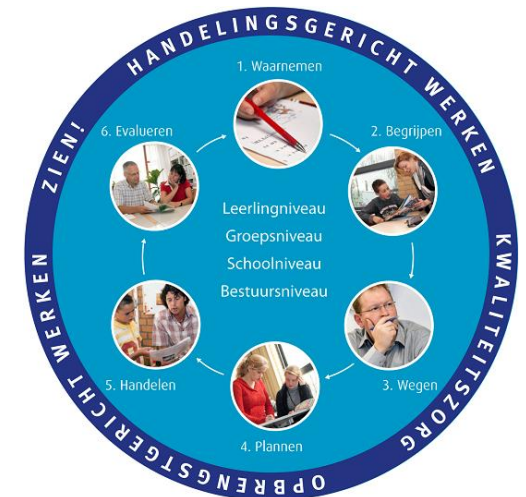 HANDELINGSGERICHT WERKEN
KWALITEITSZORG
OPBRENGSTGERICHT WERKEN
ZIEN!
1. Waarnemen
2. Begrijpen
3. Wegen
4. Plannen
5. Handelen
6. Evalueren
Leerlingniveau
Groepsniveau
Schoolniveau
Bestuursniveau